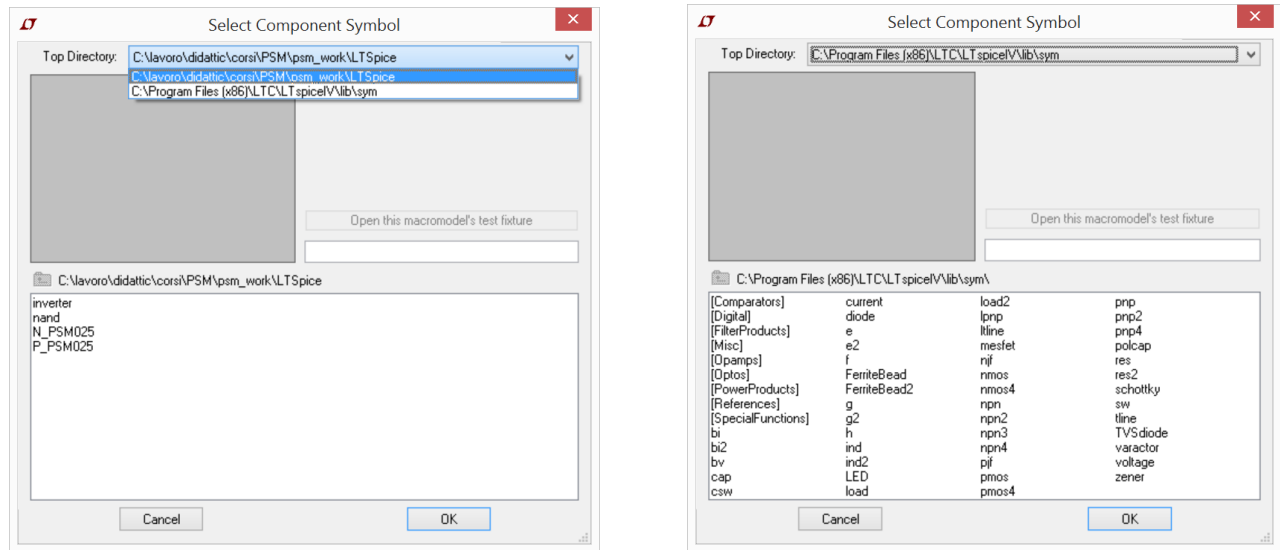 Select Component Symbol
Top Directory: C:\lavoro\didattic\corsi\PSM\psm_work\LTSpice
C:\lavoro\didattic\corsi\PSM\psm_work\LTSpice
C:\Program Files (x86)\LTC\LTspiceIV\lib\sym
Open this macromodel's test fixture
C:\lavoro\didattic\corsi\PSM\psm_work\LTSpice
inverter
nand
N_PSM025
P_PSM025
Cancel OK
Select Component Symbol
Top Directory: C:\Program Files (x86)\LTC\LTspiceIV\lib\sym
Open this macromodel's test fixture
C:\Program Files (x86)\LTC\LTspiceIV\lib\sym\
[Comparators] current load2 pnp
[Digital] diode lpnp pnp2
[FilterProducts] e ltline pnp4
[Misc] e2 mesfet polcap
[Opamps] f njf res
[Optos] FerriteBead nmos res2
[PowerProducts] FerriteBead2 nmos4 schottky
[References] g npn sw
[SpecialFunctions] g2 npn2 tline
bi h npn3 TVSdiode
bi2 ind npn4 varactor
bv ind2 pjf voltage
cap LED pmos zener
csw load pmos4
Cancel OK